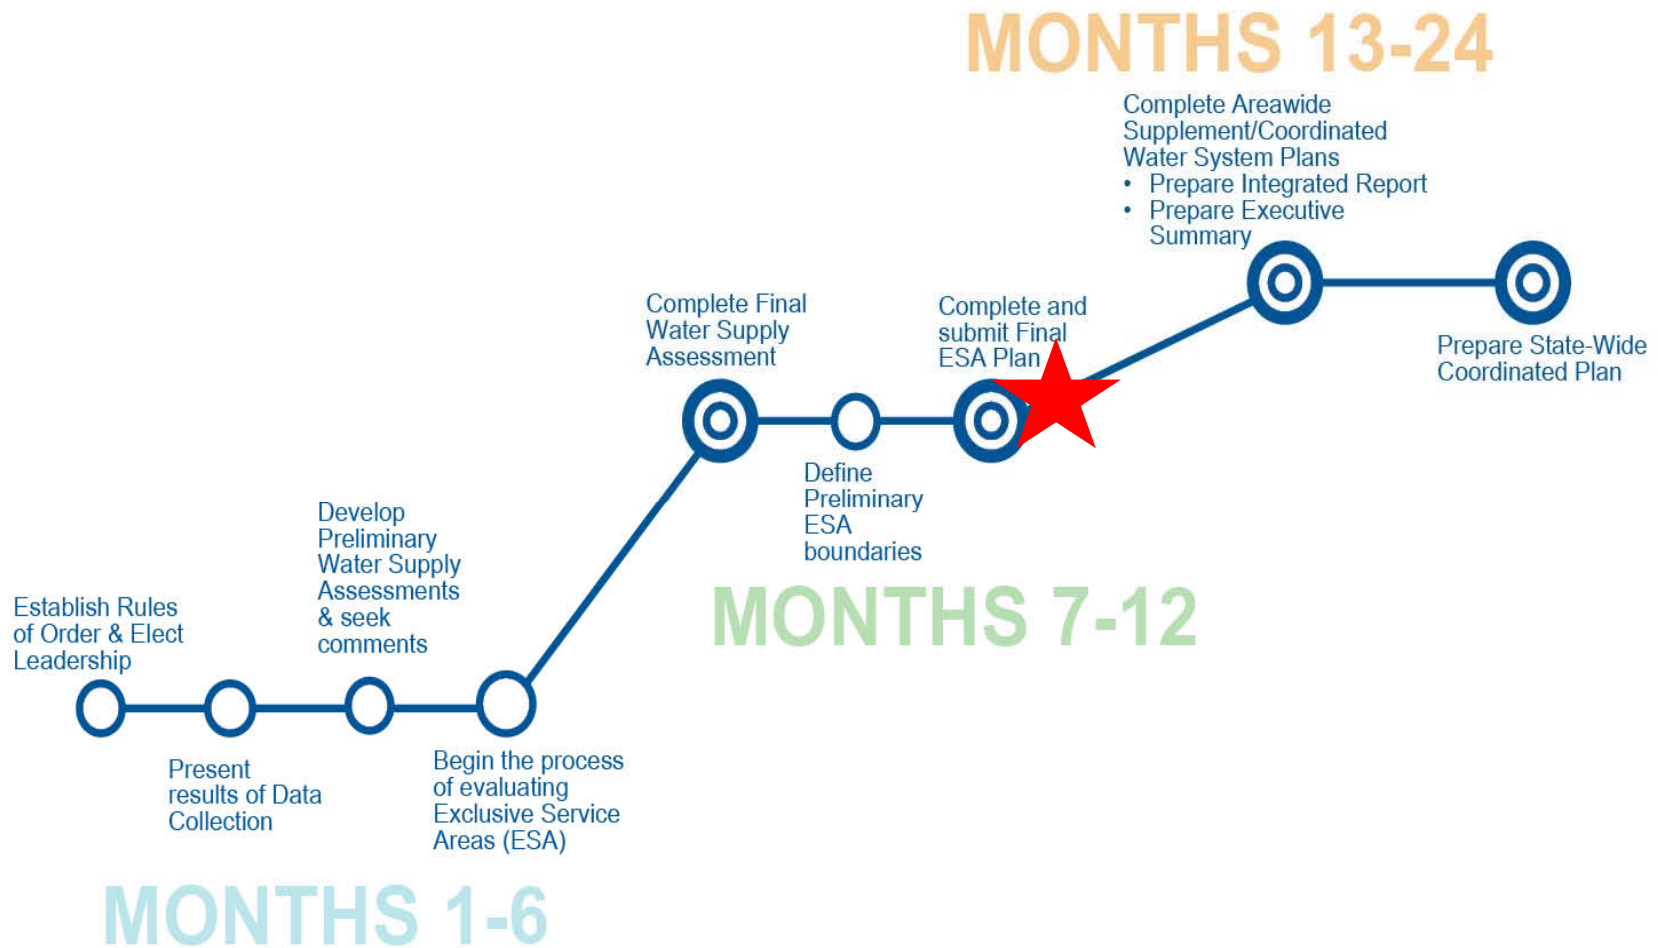 MONTHS 13-24
Complete Areawide
Supplement/Coordinated
Water System Plans
• Prepare Integrated Report
• Prepare Executive
Summary
Complete Final
Water Supply
Assessment
Complete and
submit Final
ESA Plan
Prepare State-Wide
Coordinated Plan
Define
Preliminary
ESA
boundaries
Develop
Preliminary
Water Supply
Assessments
& seek
comments
MONTHS 7-12
Establish Rules
of Order & Elect
Leadership
Present
results of Data
Collection
Begin the process
of evaluating
Exclusive Service
Areas (ESA)
MONTHS 1-6